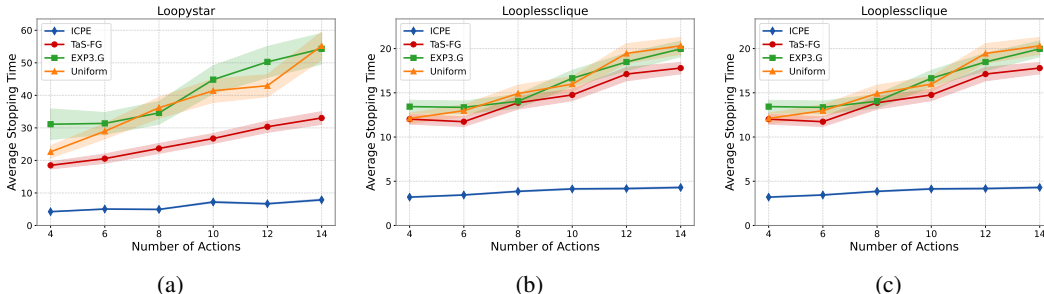 Loopystar
ICPE
TaS-FG
EXP3.G
Uniform
Average Stopping Time
60
50
40
30
20
10
0
4 6 8 10 12 14
Number of Actions
(a)
Looplessclique
ICPE
TaS-FG
EXP3.G
Uniform
Average Stopping Time
20
15
10
5
0
4 6 8 10 12 14
Number of Actions
(b)
Looplessclique
ICPE
TaS-FG
EXP3.G
Uniform
Average Stopping Time
20
15
10
5
0
4 6 8 10 12 14
Number of Actions
(c)